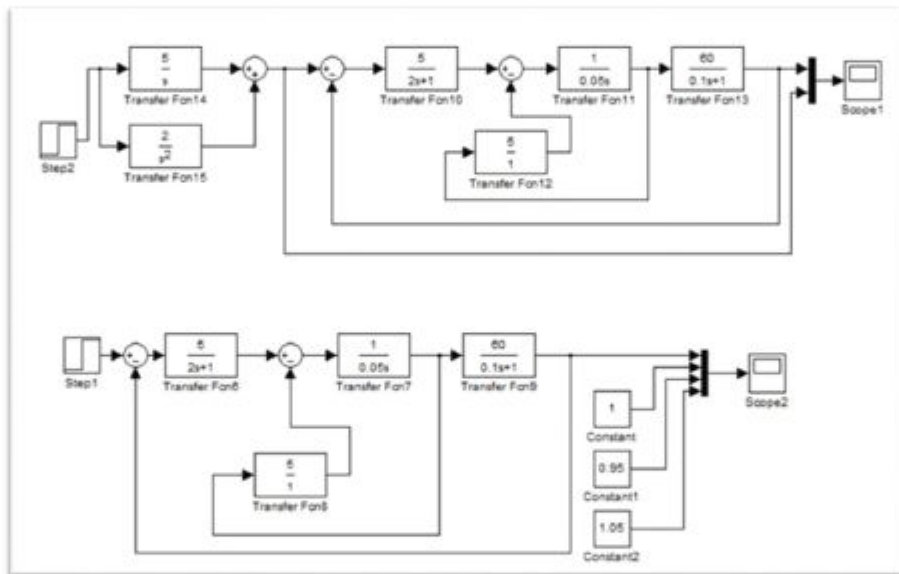 5
s
Transfer Fcn14
2
s²
Transfer Fcn15
Step2
5
2s+1
Transfer Fcn10
1
0.05s
Transfer Fcn11
60
0.1s+1
Transfer Fcn13
5
1
Transfer Fcn12
Scope1
Step1
5
2s+1
Transfer Fcn6
1
0.05s
Transfer Fcn7
60
0.1s+1
Transfer Fcn9
5
1
Transfer Fcn8
1
Constant
0.95
Constant1
1.05
Constant2
Scope2